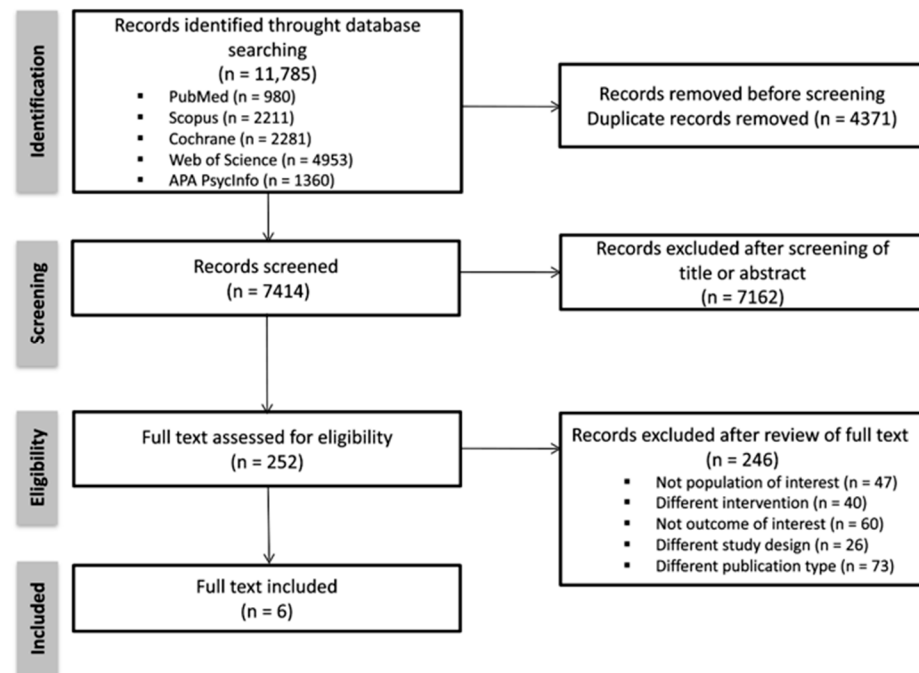 Identification
Records identified throught database
searching
(n = 11,785)
▪ PubMed (n = 980)
▪ Scopus (n = 2211)
▪ Cochrane (n = 2281)
▪ Web of Science (n = 4953)
▪ APA PsycInfo (n = 1360)
Records removed before screening
Duplicate records removed (n = 4371)
Screening
Records screened
(n = 7414)
Records excluded after screening of
title or abstract
(n = 7162)
Eligibility
Full text assessed for eligibility
(n = 252)
Records excluded after review of full text
(n = 246)
▪ Not population of interest (n = 47)
▪ Different intervention (n = 40)
▪ Not outcome of interest (n = 60)
▪ Different study design (n = 26)
▪ Different publication type (n = 73)
Included
Full text included
(n = 6)